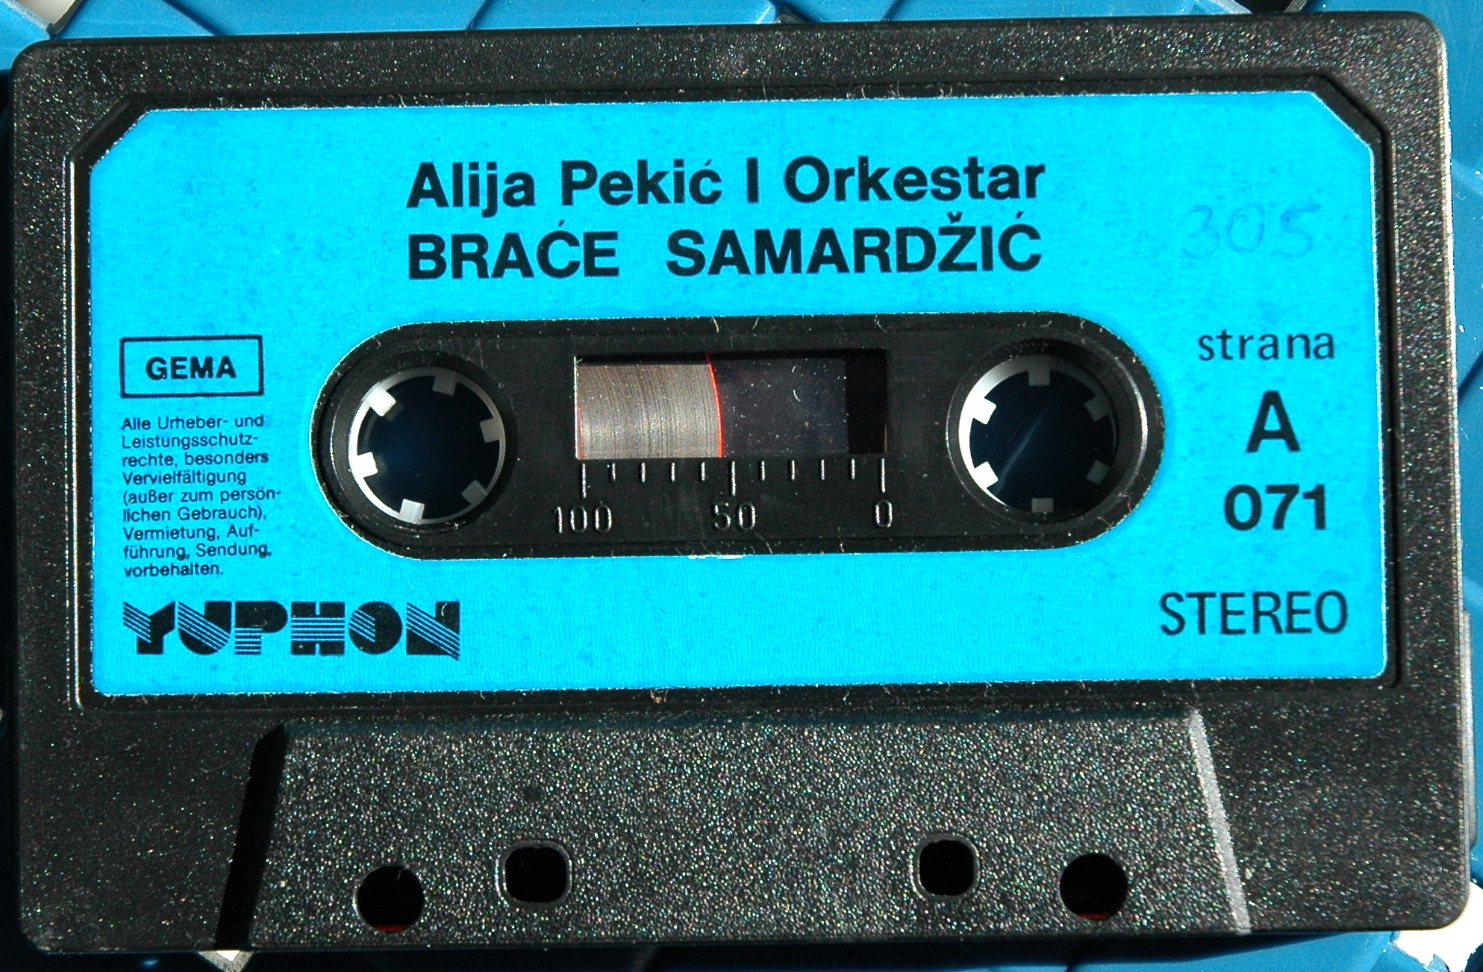 Alija Pekić I Orkestar
BRAĆE SAMARDŽIĆ
305
GEMA
Alle Urheber- und
Leistungsschutz-
rechte, besonders
Vervielfältigung
(außer zum persön-
lichen Gebrauch),
Vermietung, Auf-
führung, Sendung,
vorbehalten.
YUPHON
100 50 0
strana
A
071
STEREO